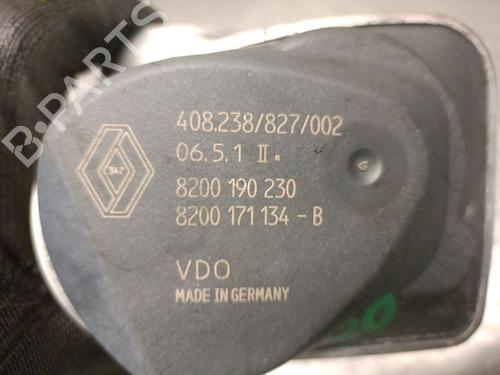 B-PARTS
408.238/827/002
06.5.1 II.
347
8200 190 230
8200 171 134 - B
VDO
MADE IN GERMANY